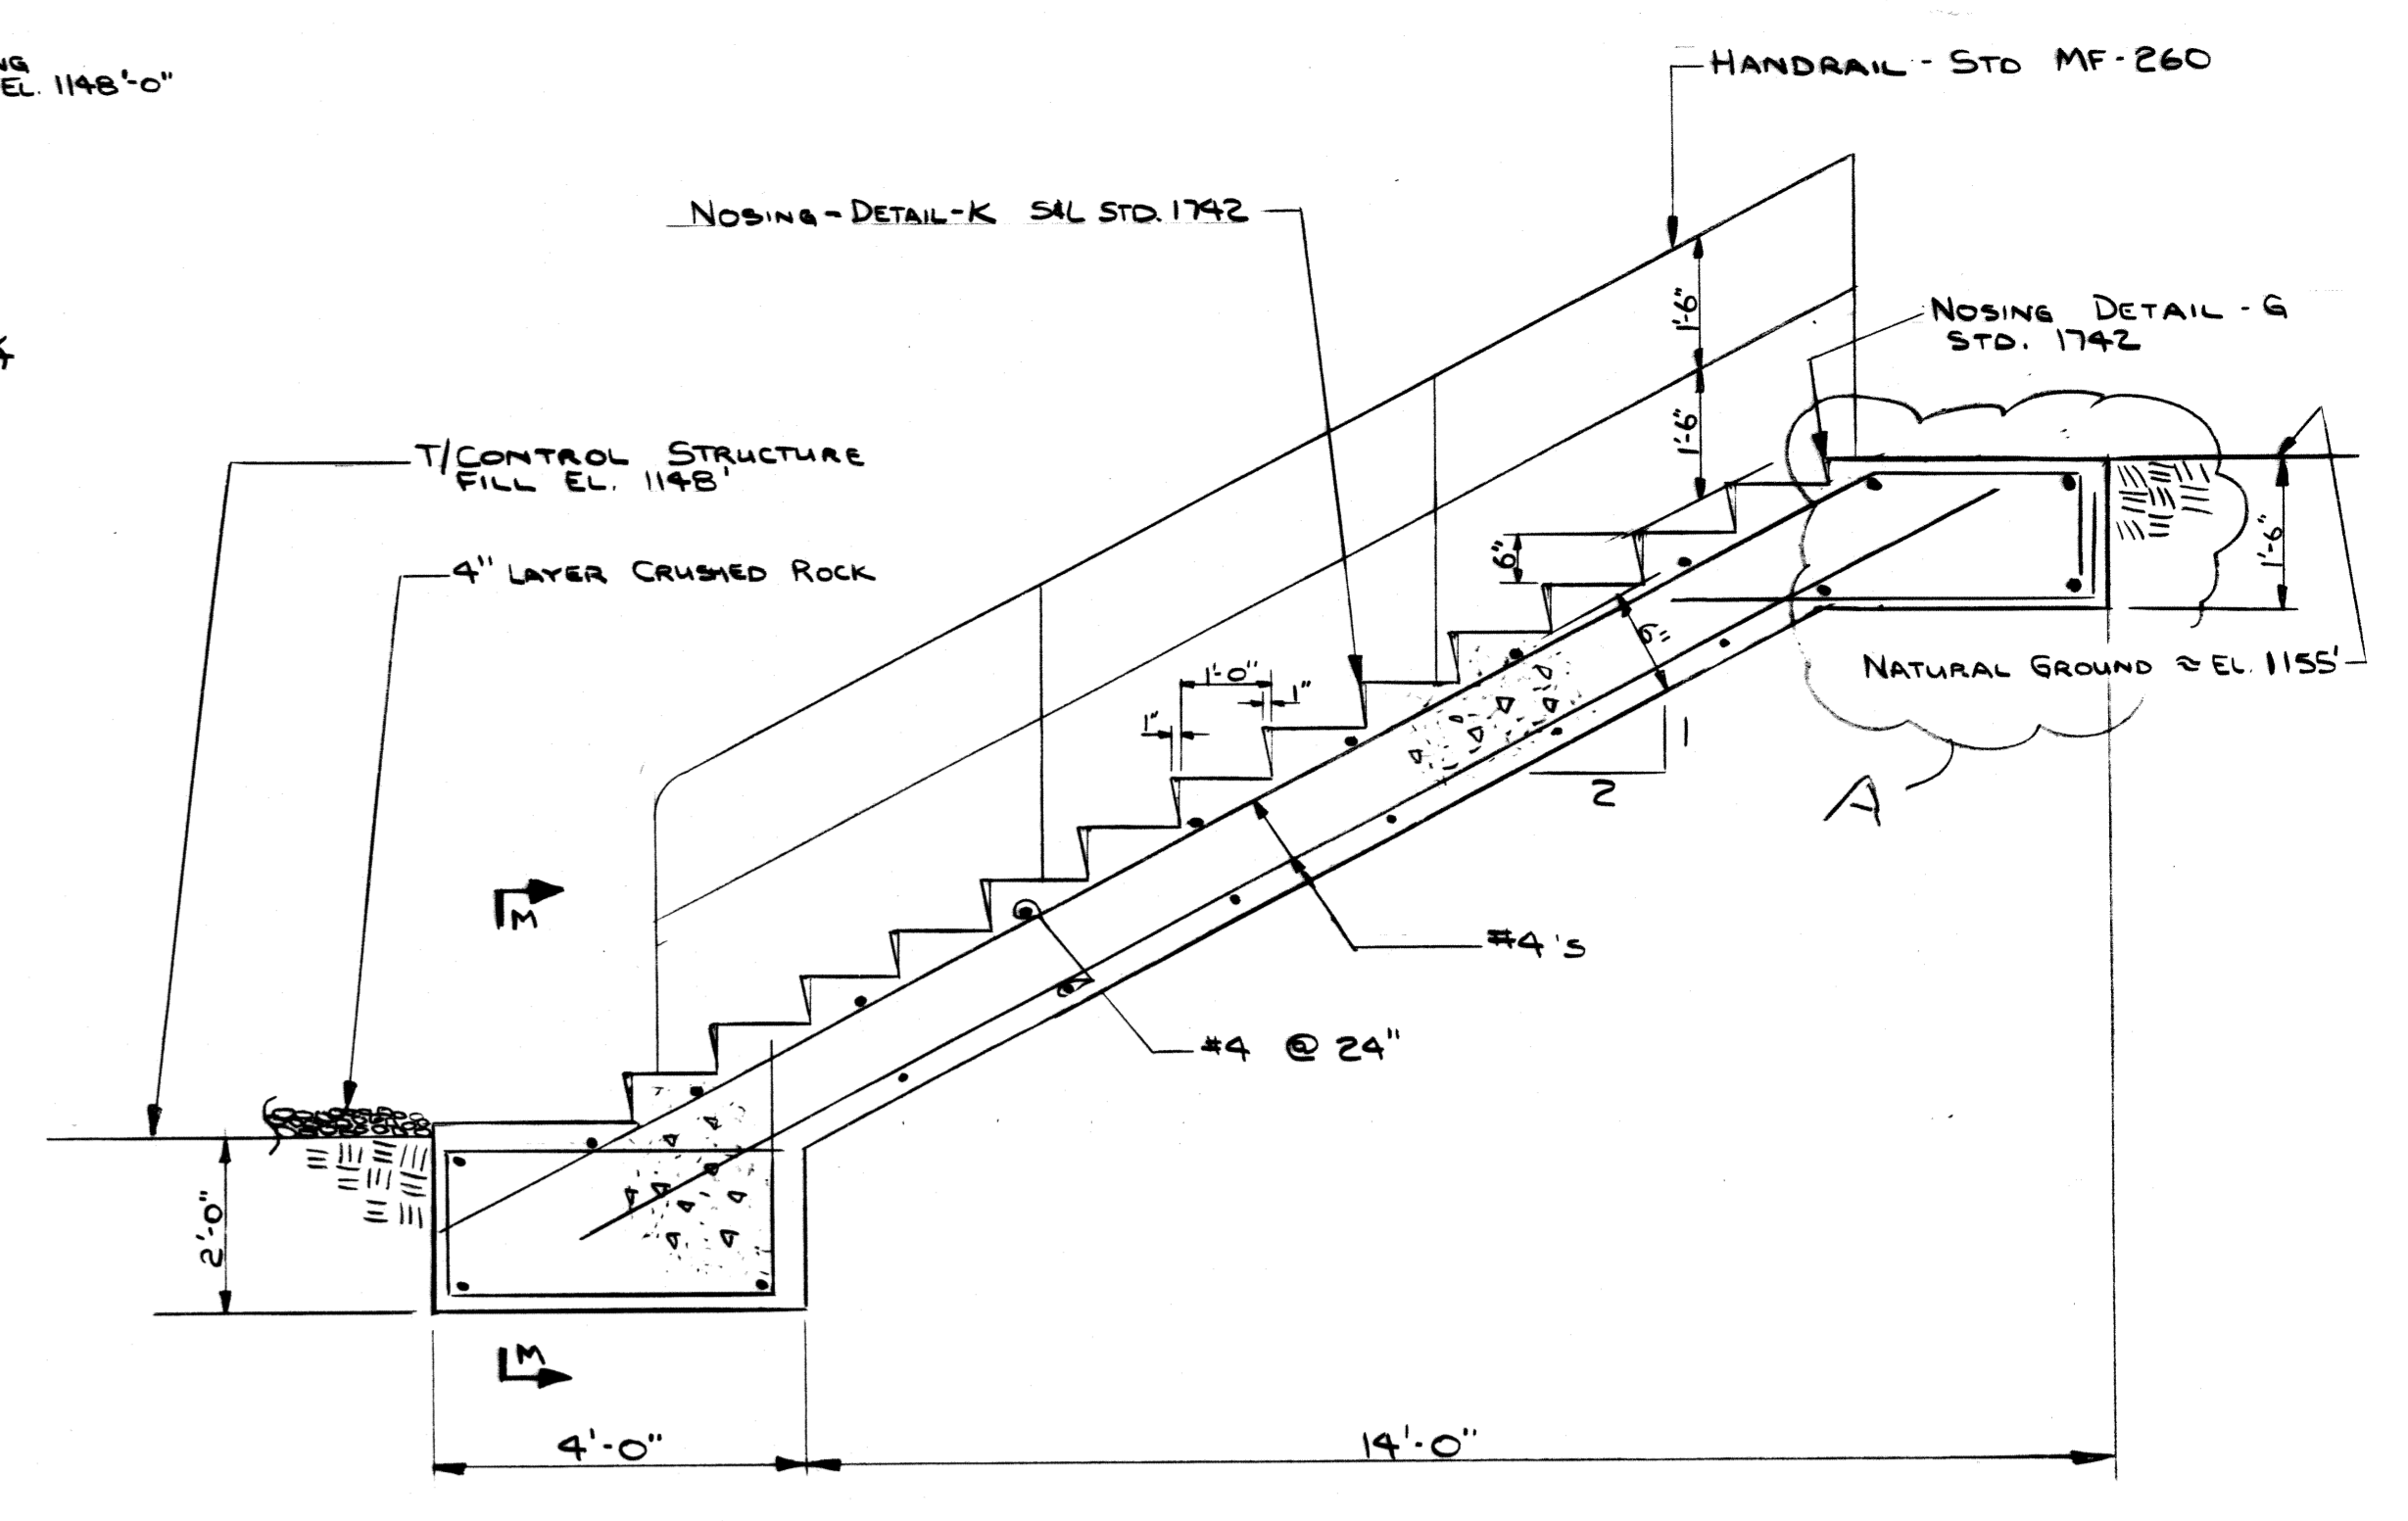 NG
EL. 1148'-0"
HANDRAIL - STD MF-260
NOSING - DETAIL-K S&L STD. 1742
NOSING DETAIL - G
STD. 1742
1'-6"
1'-6"
T/CONTROL STRUCTURE
FILL EL. 1148'
4" LAYER CRUSHED ROCK
6"
1'-6"
NATURAL GROUND ≈ EL. 1155'
1'-0"
1"
1"
1
2
A
M
#4's
#4 @ 24"
2'-0"
M
4'-0"
14'-0"